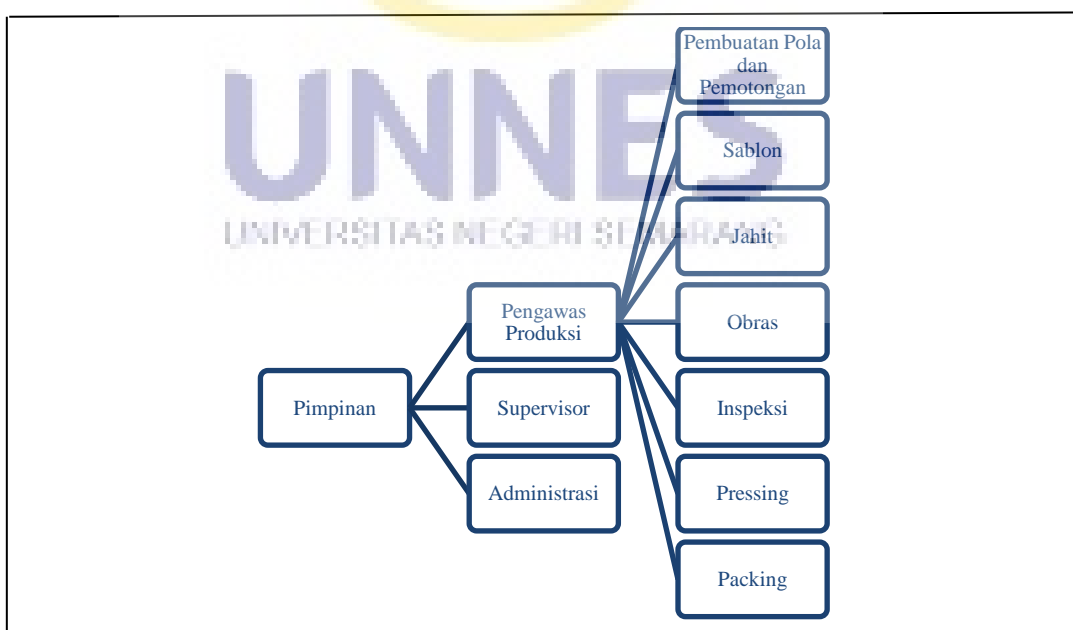 UNNES
UNIVERSITAS NEGERI SEMARANG
Pembuatan Pola
dan
Pemotongan
Sablon
Jahit
Pengawas
Produksi
Obras
Pimpinan
Supervisor
Inspeksi
Administrasi
Pressing
Packing